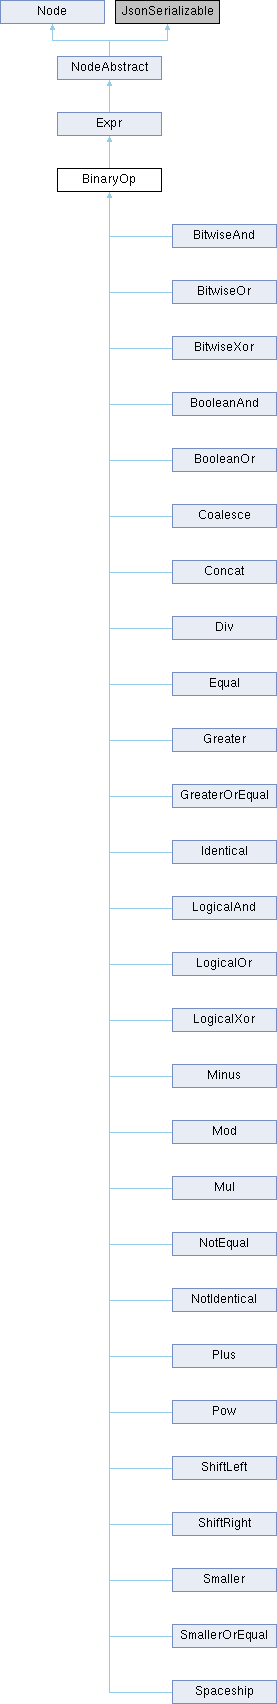 Node
JsonSerializable
NodeAbstract
Expr
BinaryOp
BitwiseAnd
BitwiseOr
BitwiseXor
BooleanAnd
BooleanOr
Coalesce
Concat
Div
Equal
Greater
GreaterOrEqual
Identical
LogicalAnd
LogicalOr
LogicalXor
Minus
Mod
Mul
NotEqual
NotIdentical
Plus
Pow
ShiftLeft
ShiftRight
Smaller
SmallerOrEqual
Spaceship